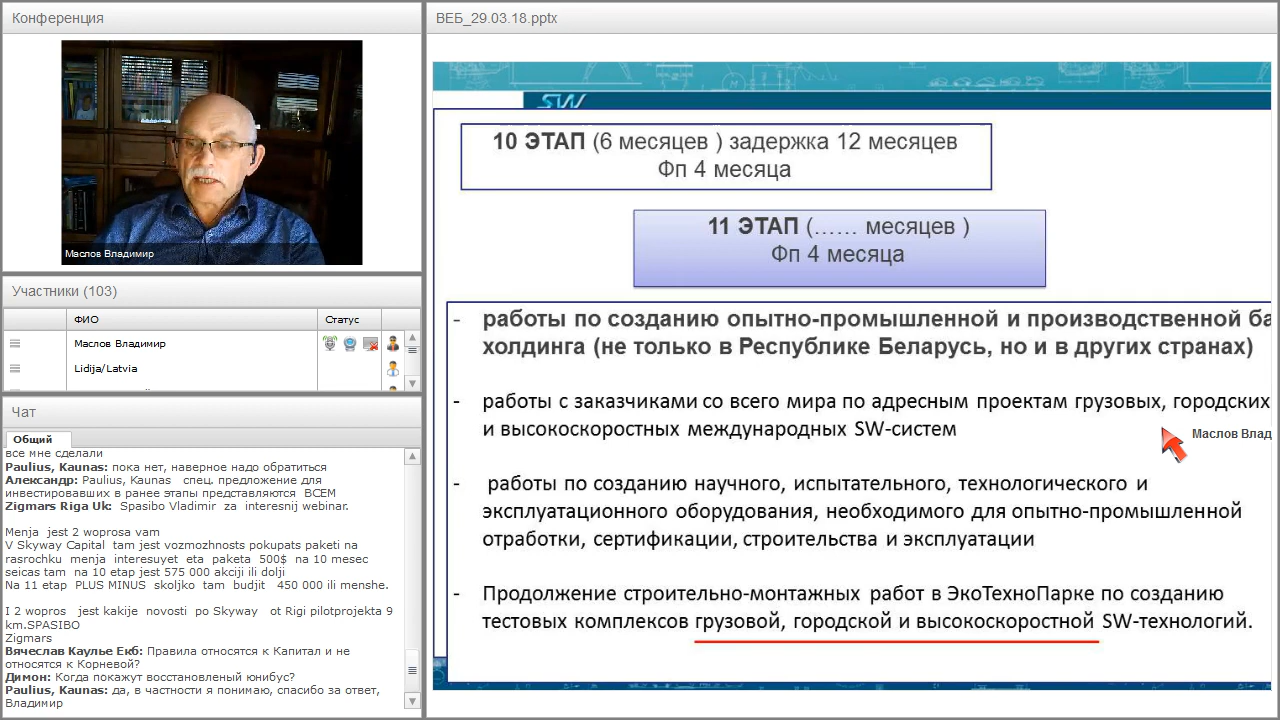 Конференция
Маслов Владимир
Участники (103)
ФИО
Статус
Маслов Владимир
Lidija/Latvia
Чат
Общий
все мне сделали
Paulius, Kaunas: пока нет, наверное надо обратиться
Александр: Paulius, Kaunas спец. предложение для
инвестировавших в ранее этапы представляются ВСЕМ
Zigmars Riga Uk: Spasibo Vladimir za interesnij webinar.
Menja jest 2 woprosa vam
V Skyway Capital tam jest vozmozhnosts pokupats paketi na
rasrochku menja interesuyet eta paketa 500$ na 10 mesec
seicas tam na 10 etap jest 575 000 akciji ili dolji
Na 11 etap PLUS MINUS skoljko tam budjit 450 000 ili menshe.
I 2 wopros jest kakije novosti po Skyway ot Rigi pilotprojekta 9
km.SPASIBO
Zigmars
Вячеслав Каулье Екб: Правила относятся к Капитал и не
относятся к Корневой?
Димон: Когда покажут восстановленый юнибус?
Paulius, Kaunas: да, в частности я понимаю, спасибо за ответ,
Владимир
ВЕБ_29.03.18.pptx
SW
10 ЭТАП (6 месяцев ) задержка 12 месяцев
Фп 4 месяца
11 ЭТАП (...... месяцев )
Фп 4 месяца
- работы по созданию опытно-промышленной и производственной ба
холдинга (не только в Республике Беларусь, но и в других странах)
- работы с заказчиками со всего мира по адресным проектам грузовых, городских
и высокоскоростных международных SW-систем
Маслов Влад
- работы по созданию научного, испытательного, технологического и
эксплуатационного оборудования, необходимого для опытно-промышленной
отработки, сертификации, строительства и эксплуатации
- Продолжение строительно-монтажных работ в ЭкоТехноПарке по созданию
тестовых комплексов грузовой, городской и высокоскоростной SW-технологий.